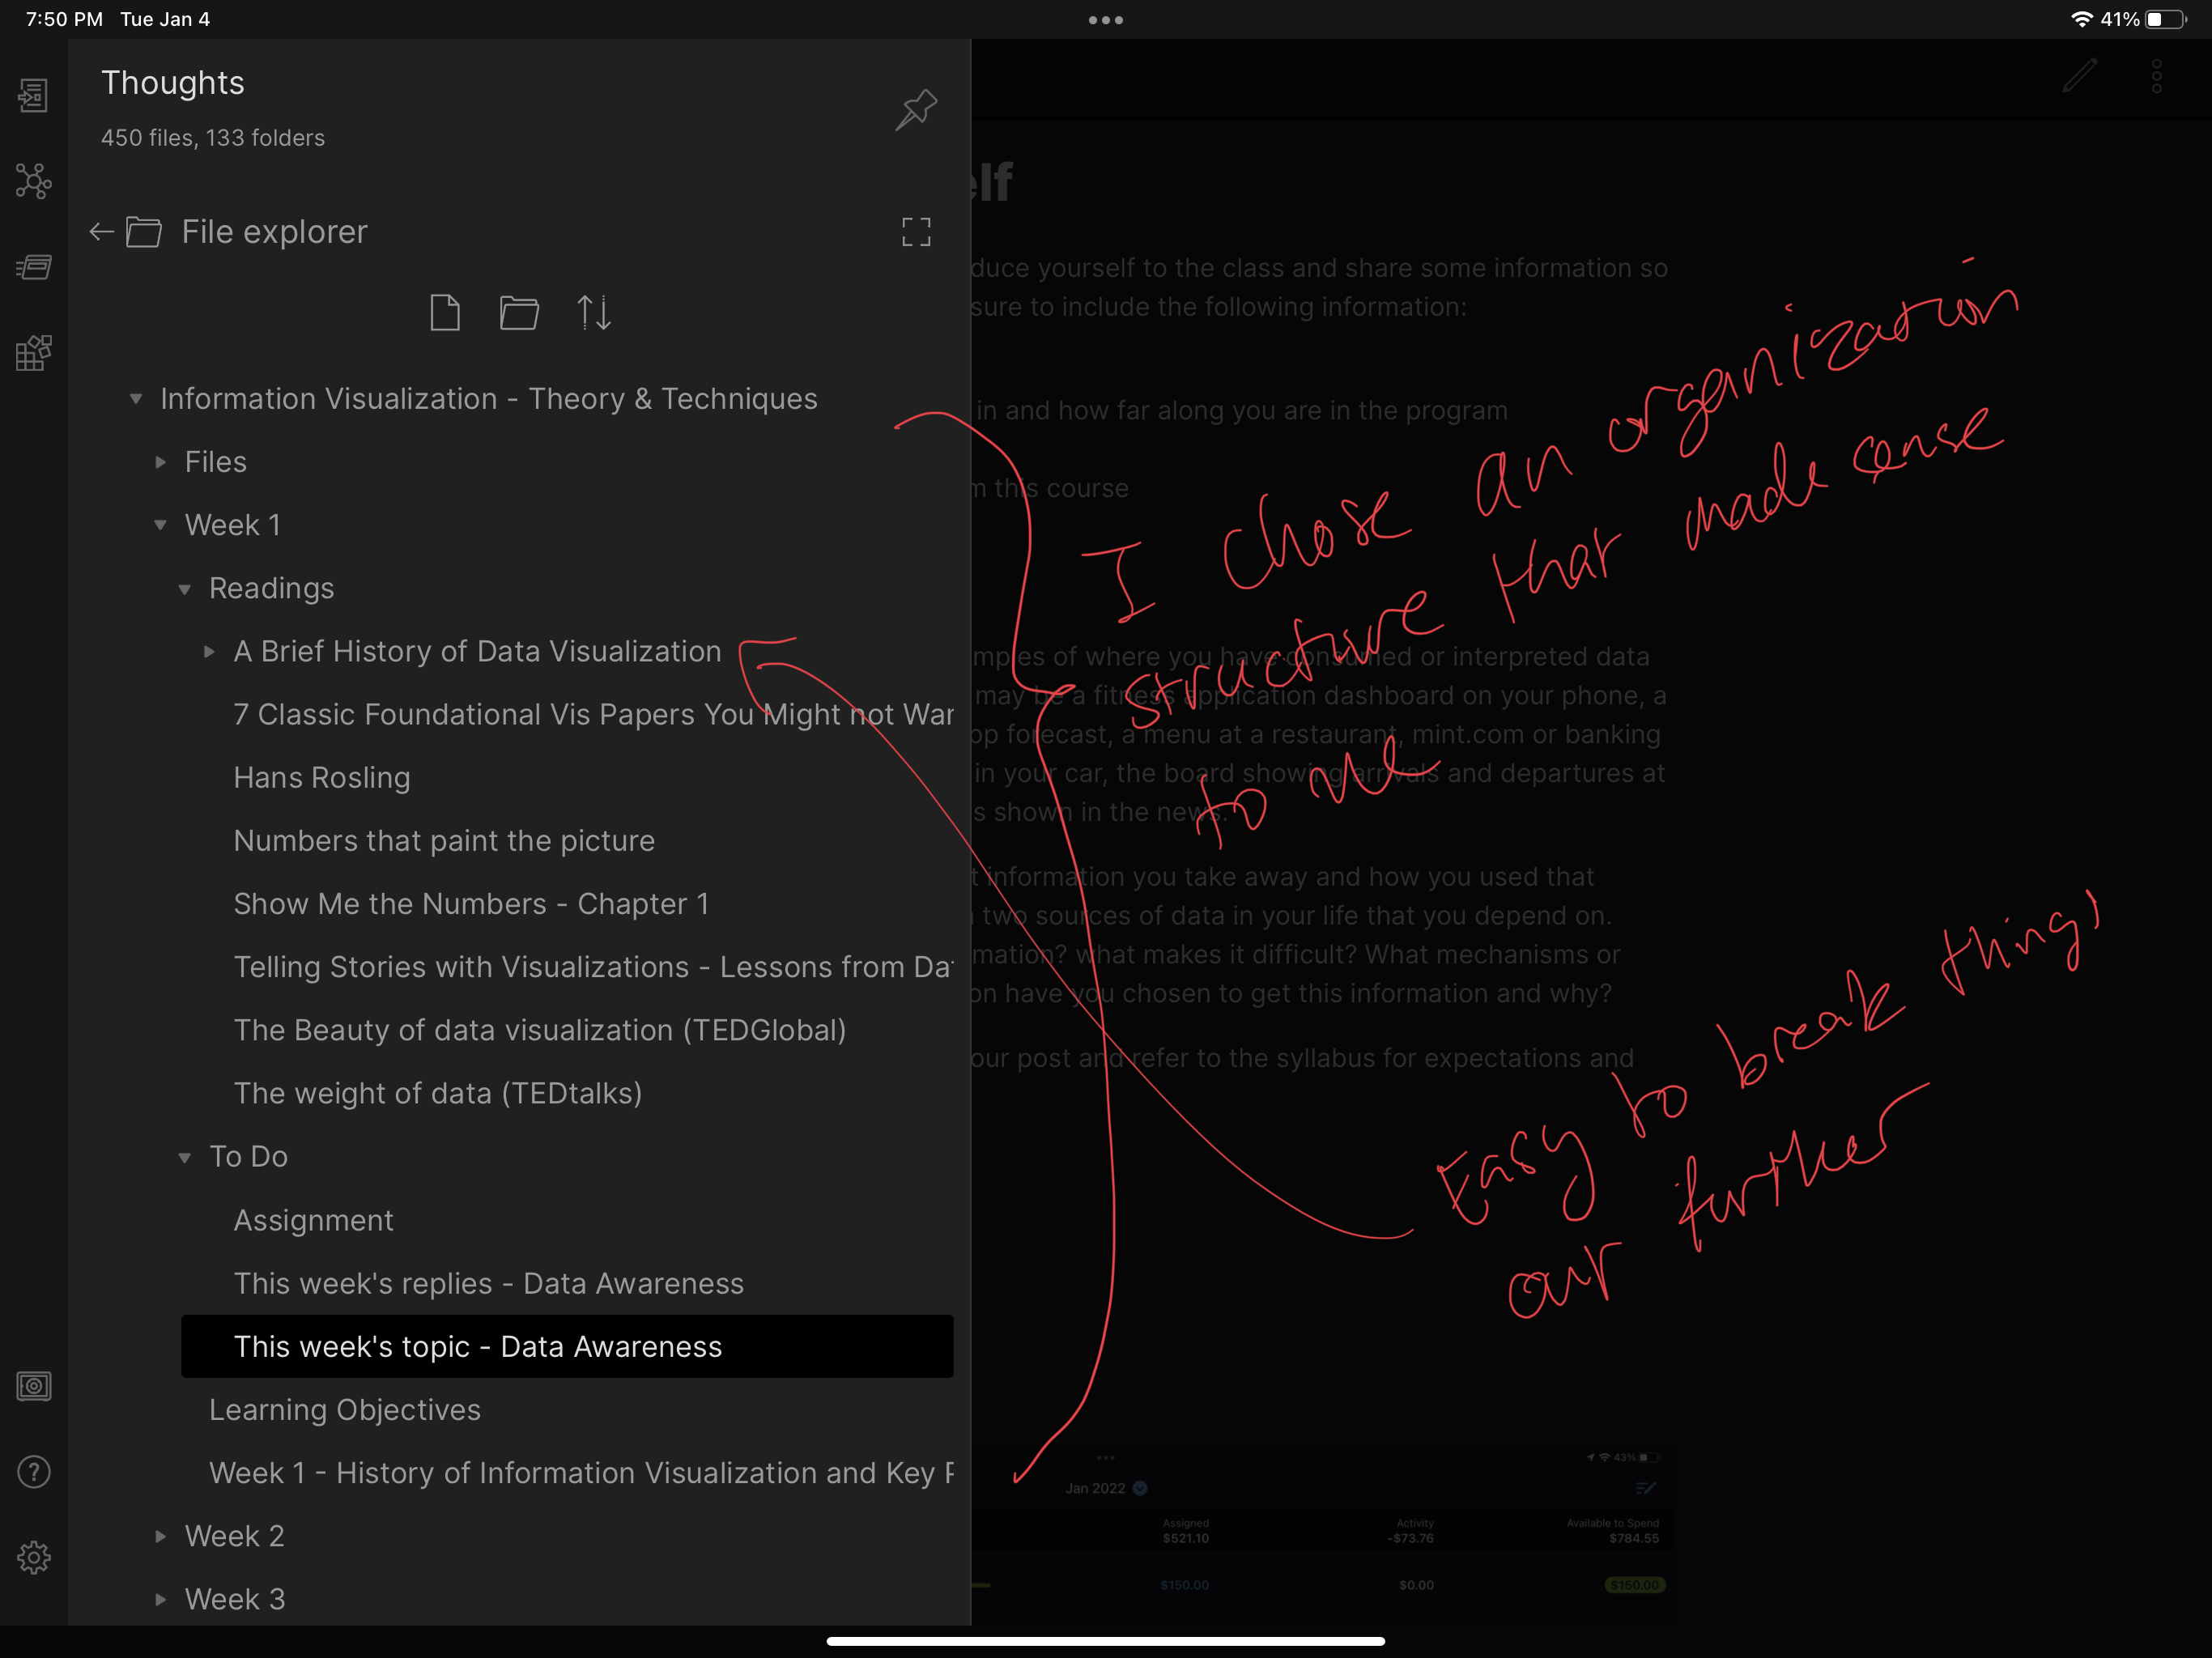 7:50 PM Tue Jan 4
41%
Thoughts
450 files, 133 folders
File explorer
Information Visualization - Theory & Techniques
Files
Week 1
Readings
A Brief History of Data Visualization
7 Classic Foundational Vis Papers You Might not War
Hans Rosling
Numbers that paint the picture
Show Me the Numbers - Chapter 1
Telling Stories with Visualizations - Lessons from Da
The Beauty of data visualization (TEDGlobal)
The weight of data (TEDtalks)
To Do
Assignment
This week's replies - Data Awareness
This week's topic - Data Awareness
Learning Objectives
Week 1 - History of Information Visualization and Key
Week 2
Week 3
elf
duce yourself to the class and share some information so
sure to include the following information:
in and how far along you are in the program
this course
mples of where you have consumed or interpreted data
may be a fitness application dashboard on your phone, a
pp forecast, a menu at a restaurant, mint.com or banking
in your car, the board showing arrivals and departures at
s shown in the news.
t information you take away and how you used that
two sources of data in your life that you depend on.
mation? what makes it difficult? What mechanisms or
on have you chosen to get this information and why?
our post and refer to the syllabus for expectations and
43%
Jan 2022
Assigned Activity Available to Spend
$521.10 -$73.76 $784.55
$150.00 $0.00 $150.00
I chose an organization
structure that made sense
to me
Easy to break things
out further